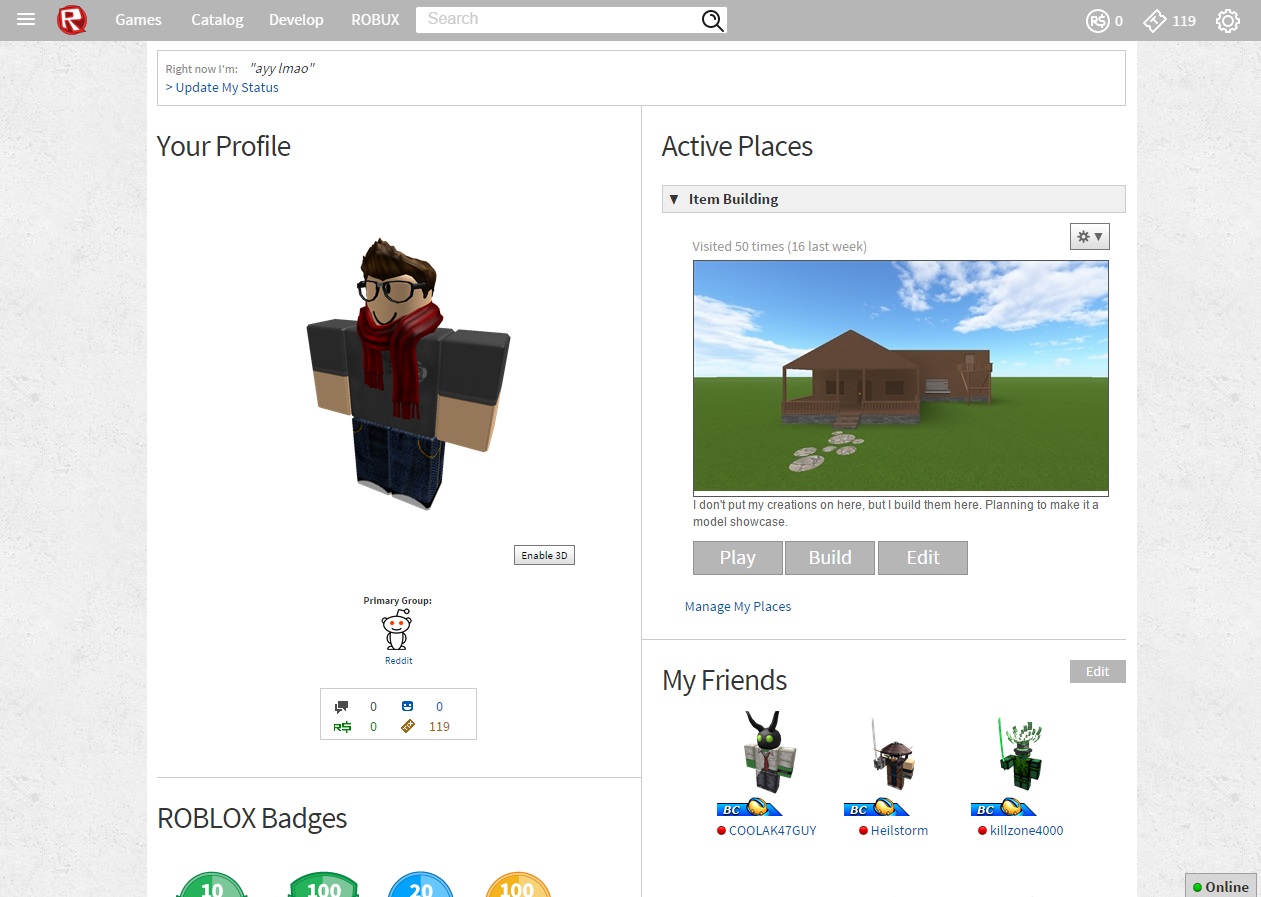 R Games Catalog Develop ROBUX Search R$ 0 119
Right now I'm: "ayy lmao"
> Update My Status
Your Profile
Enable 3D
Primary Group:
Reddit
0 0
R$ 0 119
ROBLOX Badges
10 100 20 100
Active Places
▼ Item Building
Visited 50 times (16 last week)
I don't put my creations on here, but I build them here. Planning to make it a
model showcase.
Play Build Edit
Manage My Places
My Friends Edit
BC BC BC
COOLAK47GUY Heilstorm killzone4000
Online